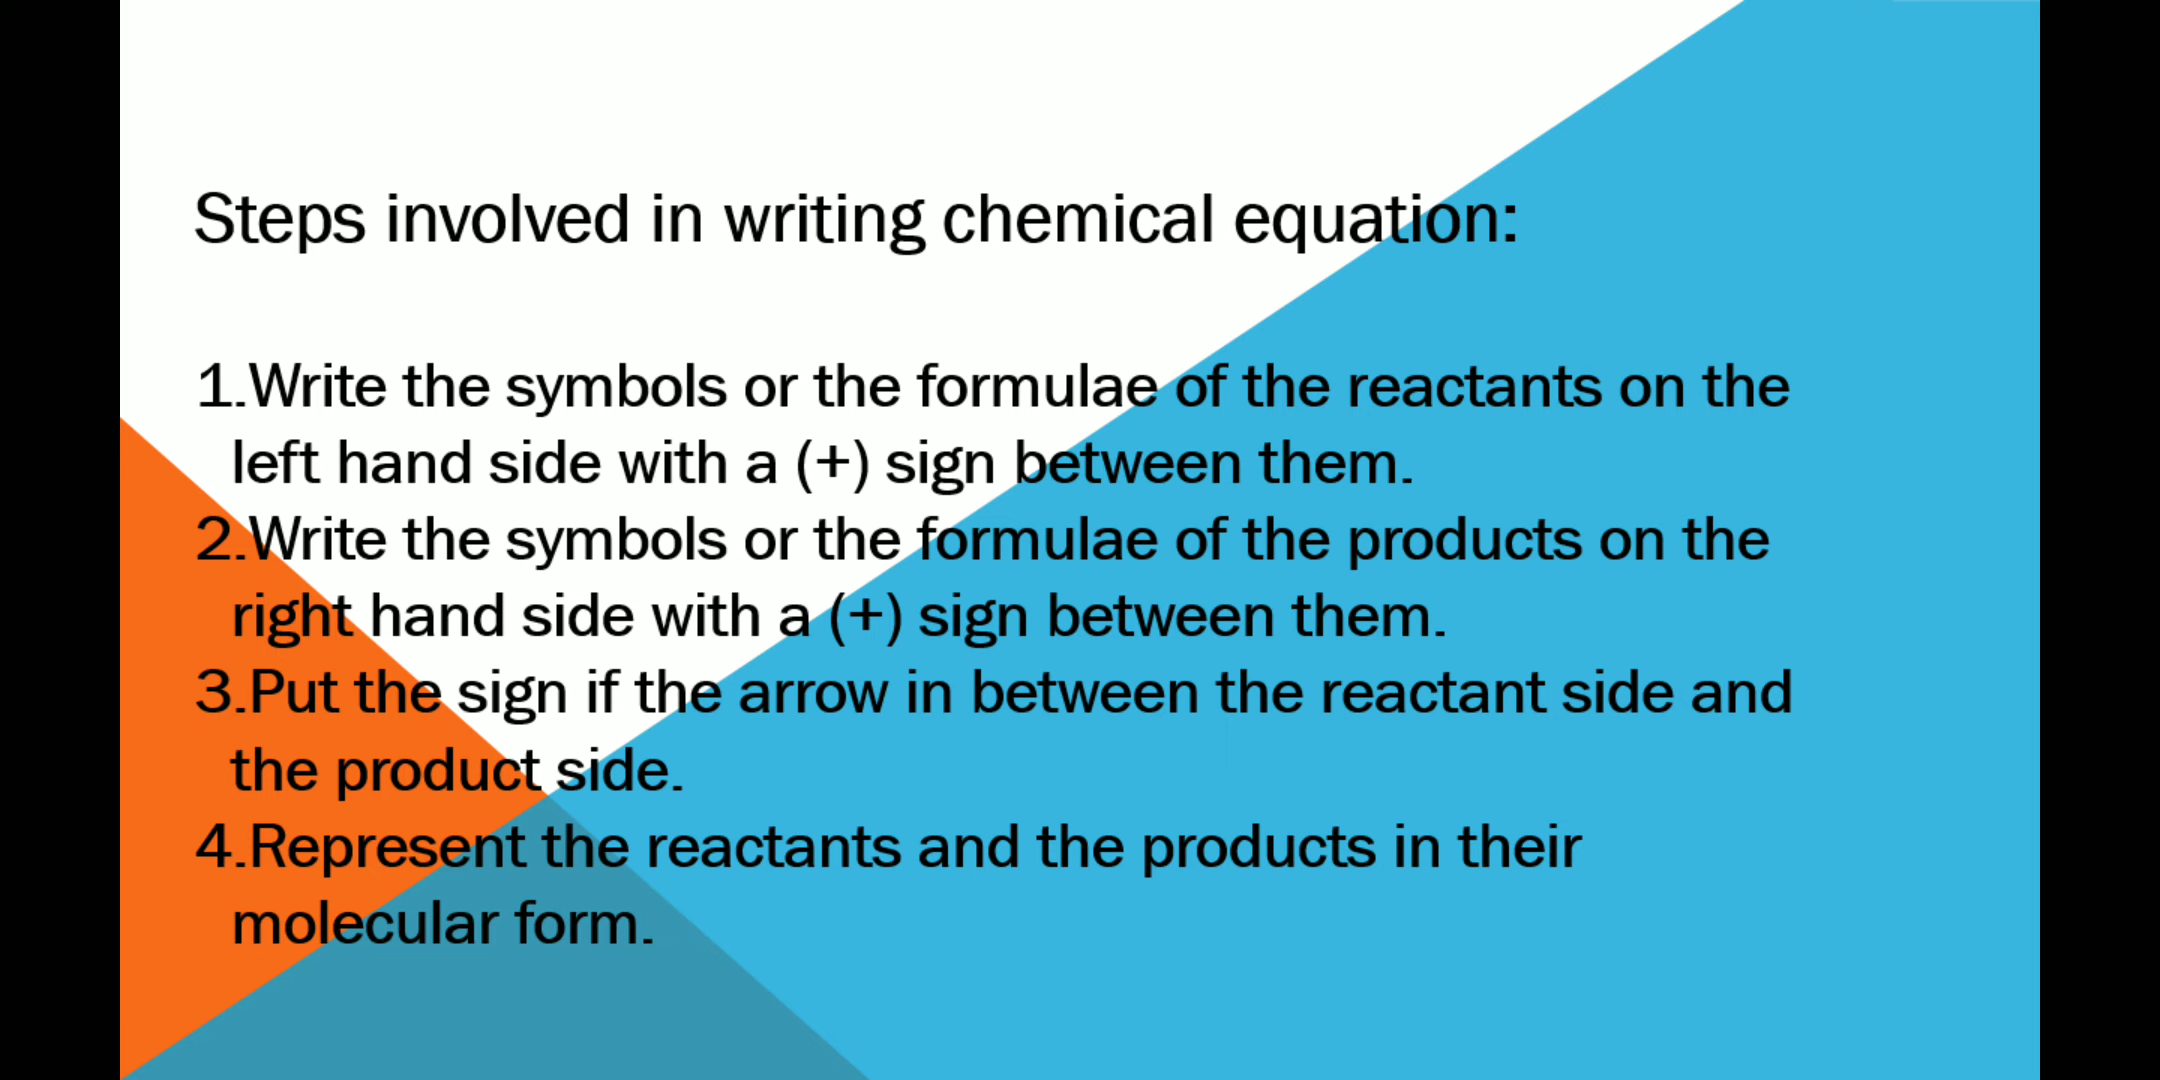 Steps involved in writing chemical equation:
1.Write the symbols or the formulae of the reactants on the
left hand side with a (+) sign between them.
2.Write the symbols or the formulae of the products on the
right hand side with a (+) sign between them.
3.Put the sign if the arrow in between the reactant side and
the product side.
4.Represent the reactants and the products in their
molecular form.